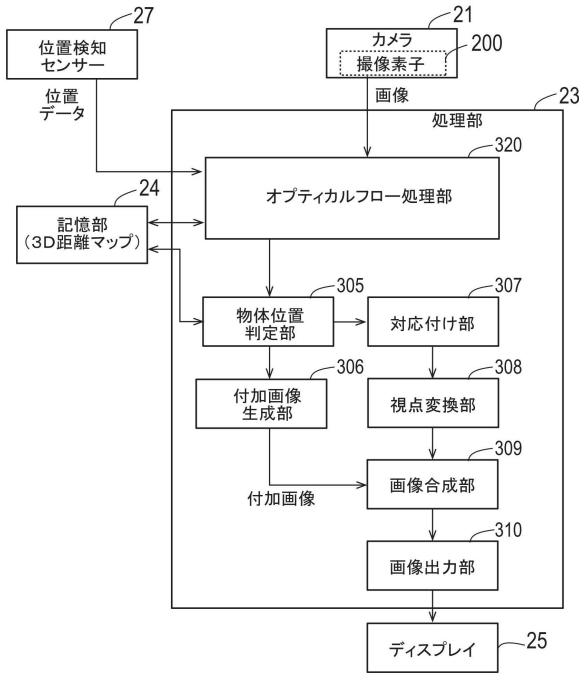 27
位置検知
センサー
位置
データ
21
カメラ
200
撮像素子
画像
23
処理部
320
オプティカルフロー処理部
24
記憶部
(3D距離マップ)
305
物体位置
判定部
307
対応付け部
306
付加画像
生成部
308
視点変換部
309
画像合成部
付加画像
310
画像出力部
ディスプレイ
25